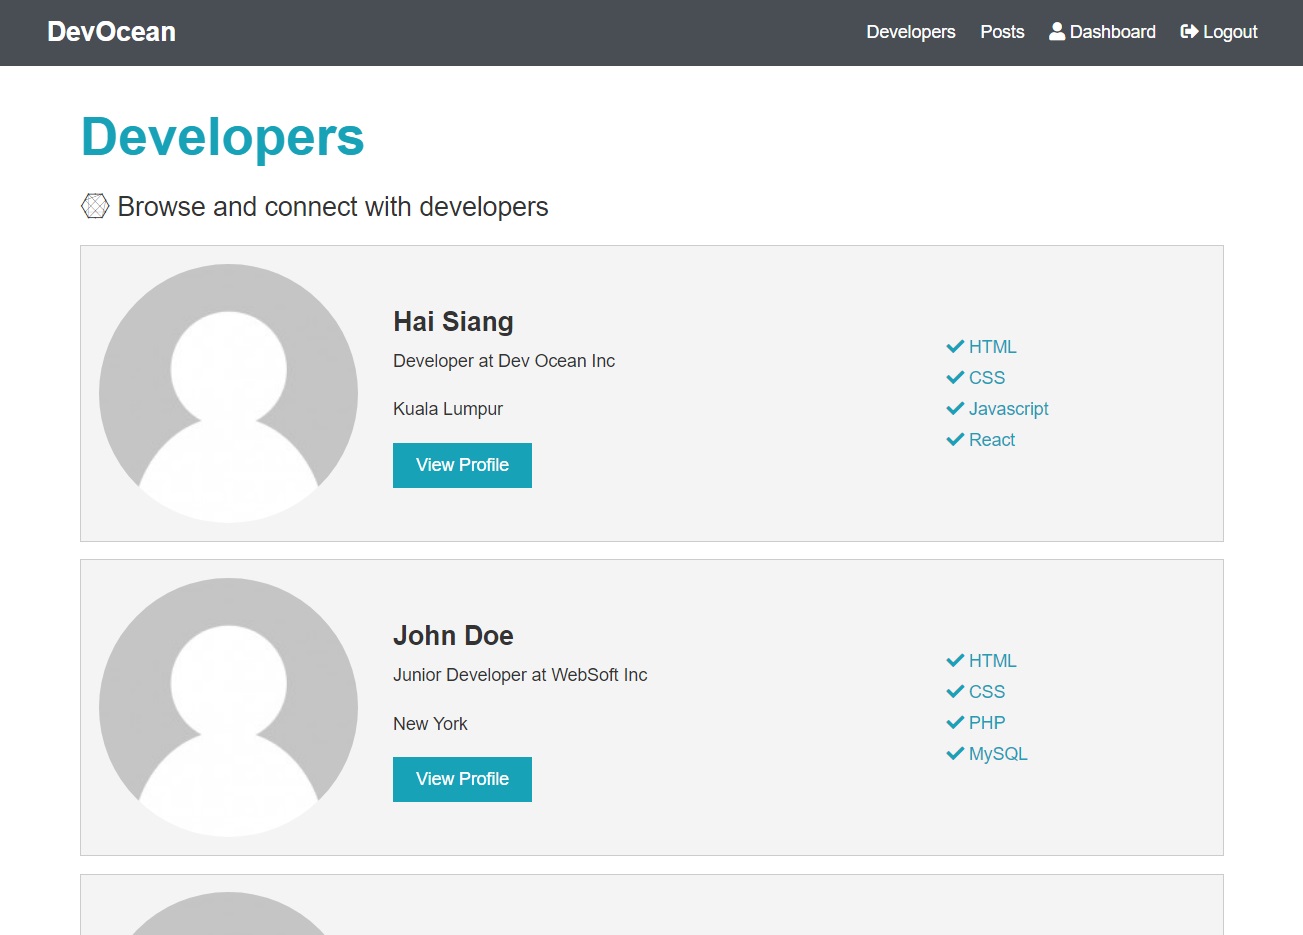 DevOcean
Developers Posts Dashboard Logout
Developers
Browse and connect with developers
Hai Siang
Developer at Dev Ocean Inc
Kuala Lumpur
View Profile
HTML
CSS
Javascript
React
John Doe
Junior Developer at WebSoft Inc
New York
View Profile
HTML
CSS
PHP
MySQL